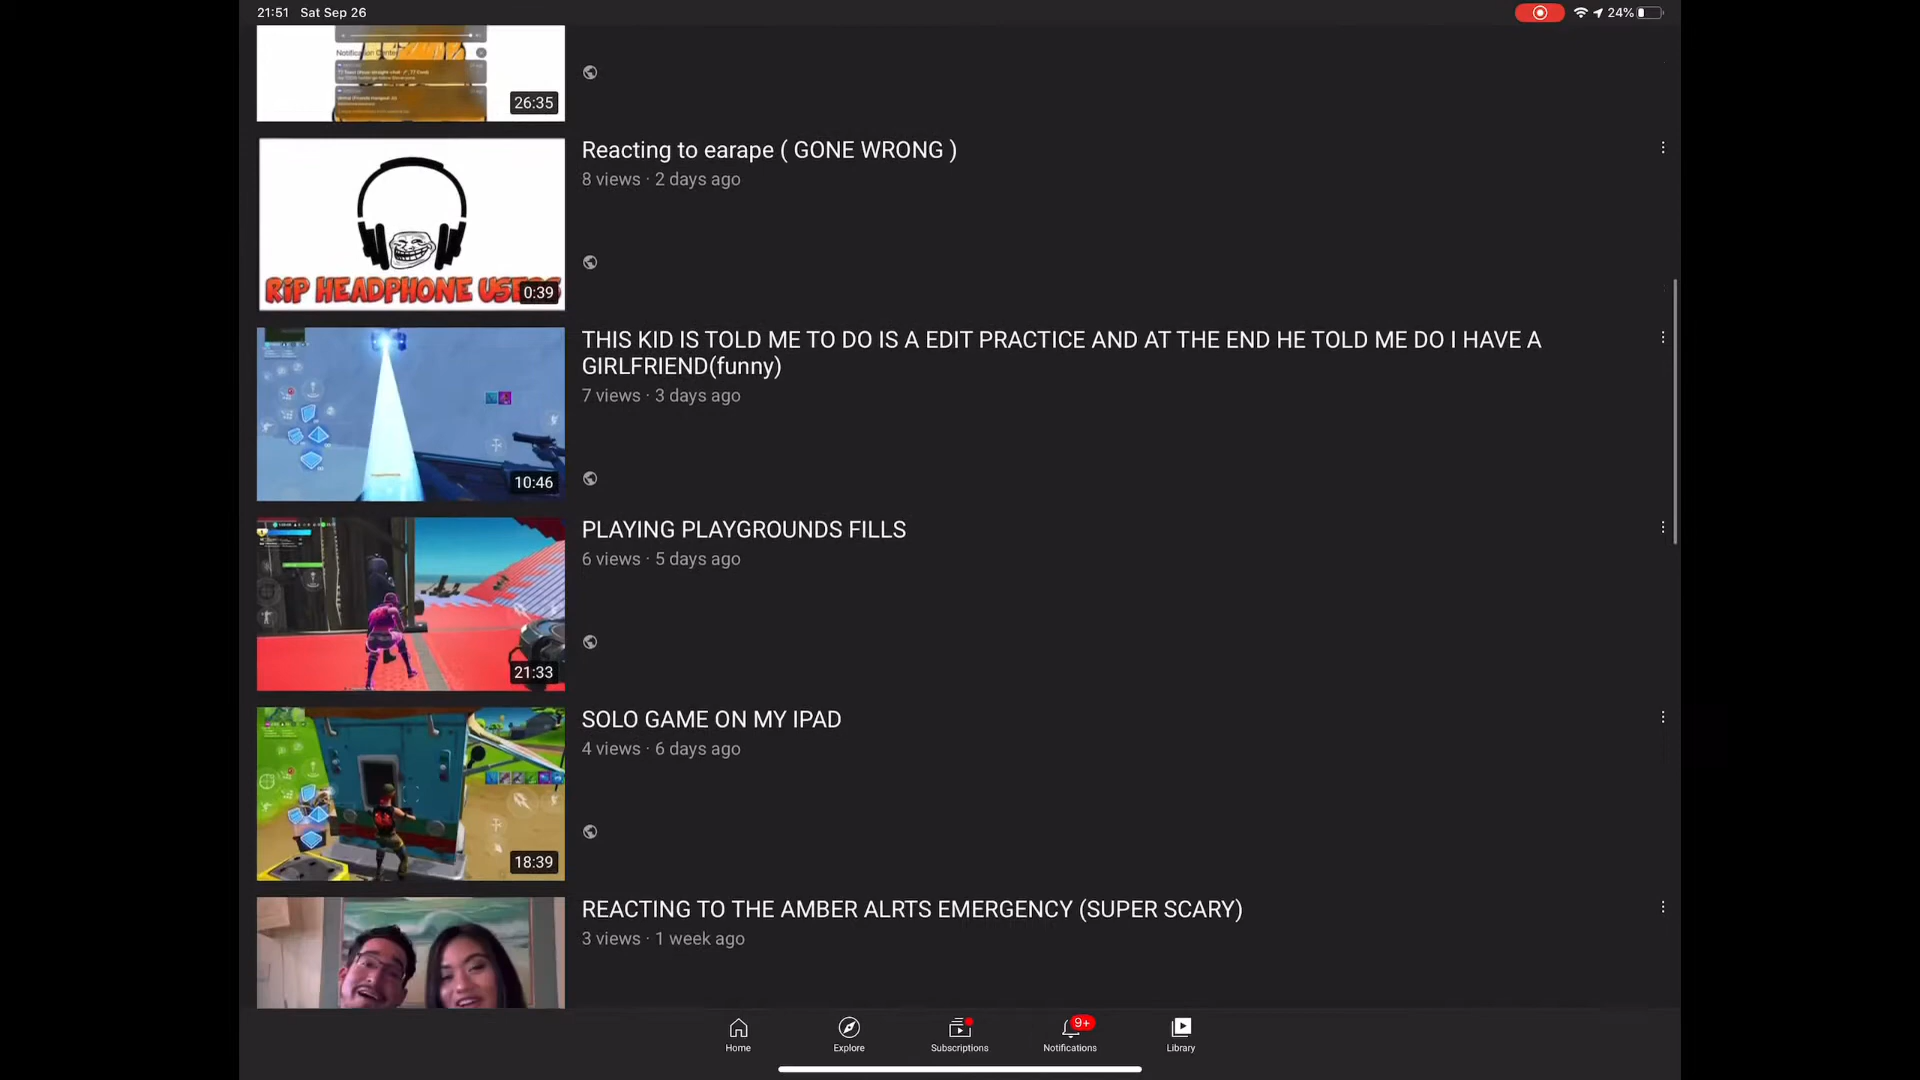 21:51 Sat Sep 26
24%
Notification Center
26:35
Reacting to earape ( GONE WRONG )
8 views · 2 days ago
RIP HEADPHONE USERS
0:39
THIS KID IS TOLD ME TO DO IS A EDIT PRACTICE AND AT THE END HE TOLD ME DO I HAVE A
GIRLFRIEND(funny)
7 views · 3 days ago
10:46
PLAYING PLAYGROUNDS FILLS
6 views · 5 days ago
21:33
SOLO GAME ON MY IPAD
4 views · 6 days ago
18:39
REACTING TO THE AMBER ALRTS EMERGENCY (SUPER SCARY)
3 views · 1 week ago
9+
Home Explore Subscriptions Notifications Library